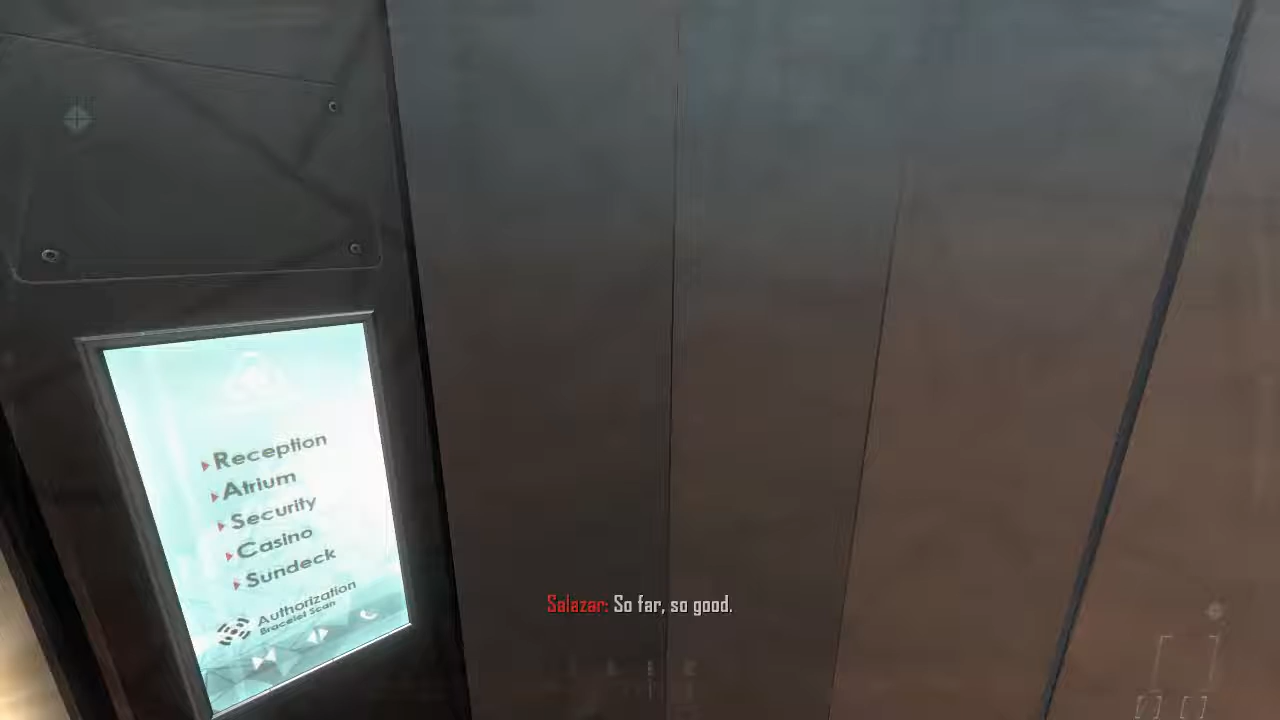 Reception
Atrium
Security
Casino
Sundeck
Authorization
Bracelet Scan
Salazar: So far, so good.